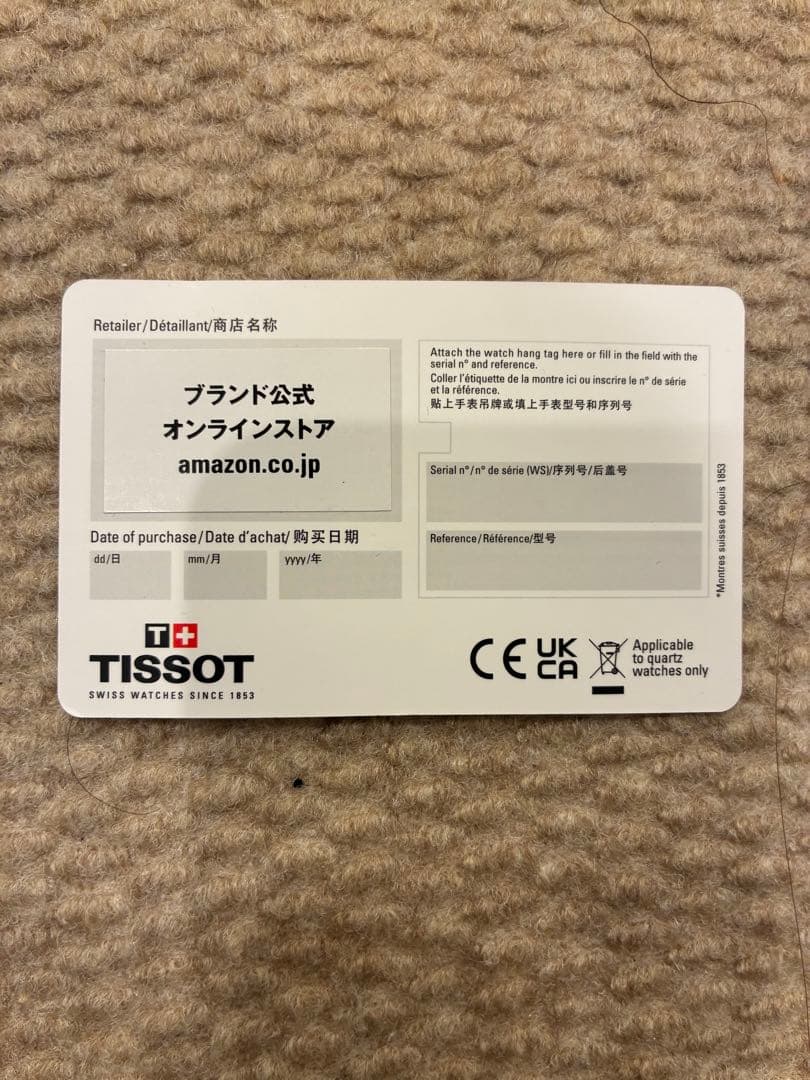 Retailer/Détaillant/商店名称
ブランド公式
オンラインストア
amazon.co.jp
Date of purchase/Date d'achat/购买日期
dd/日
mm/月
yyyy/年
T+
TISSOT
SWISS WATCHES SINCE 1853
Attach the watch hang tag here or fill in the field with the
serial n° and reference.
Coller l'étiquette de la montre ici ou inscrire le n° de série
et la référence.
贴上手表吊牌或填上手表型号和序列号
Serial n°/n° de série (WS)/序列号/后盖号
Reference/Référence/型号
*Montres suisses depuis 1853
CE
UK
CA
Applicable
to quartz
watches only